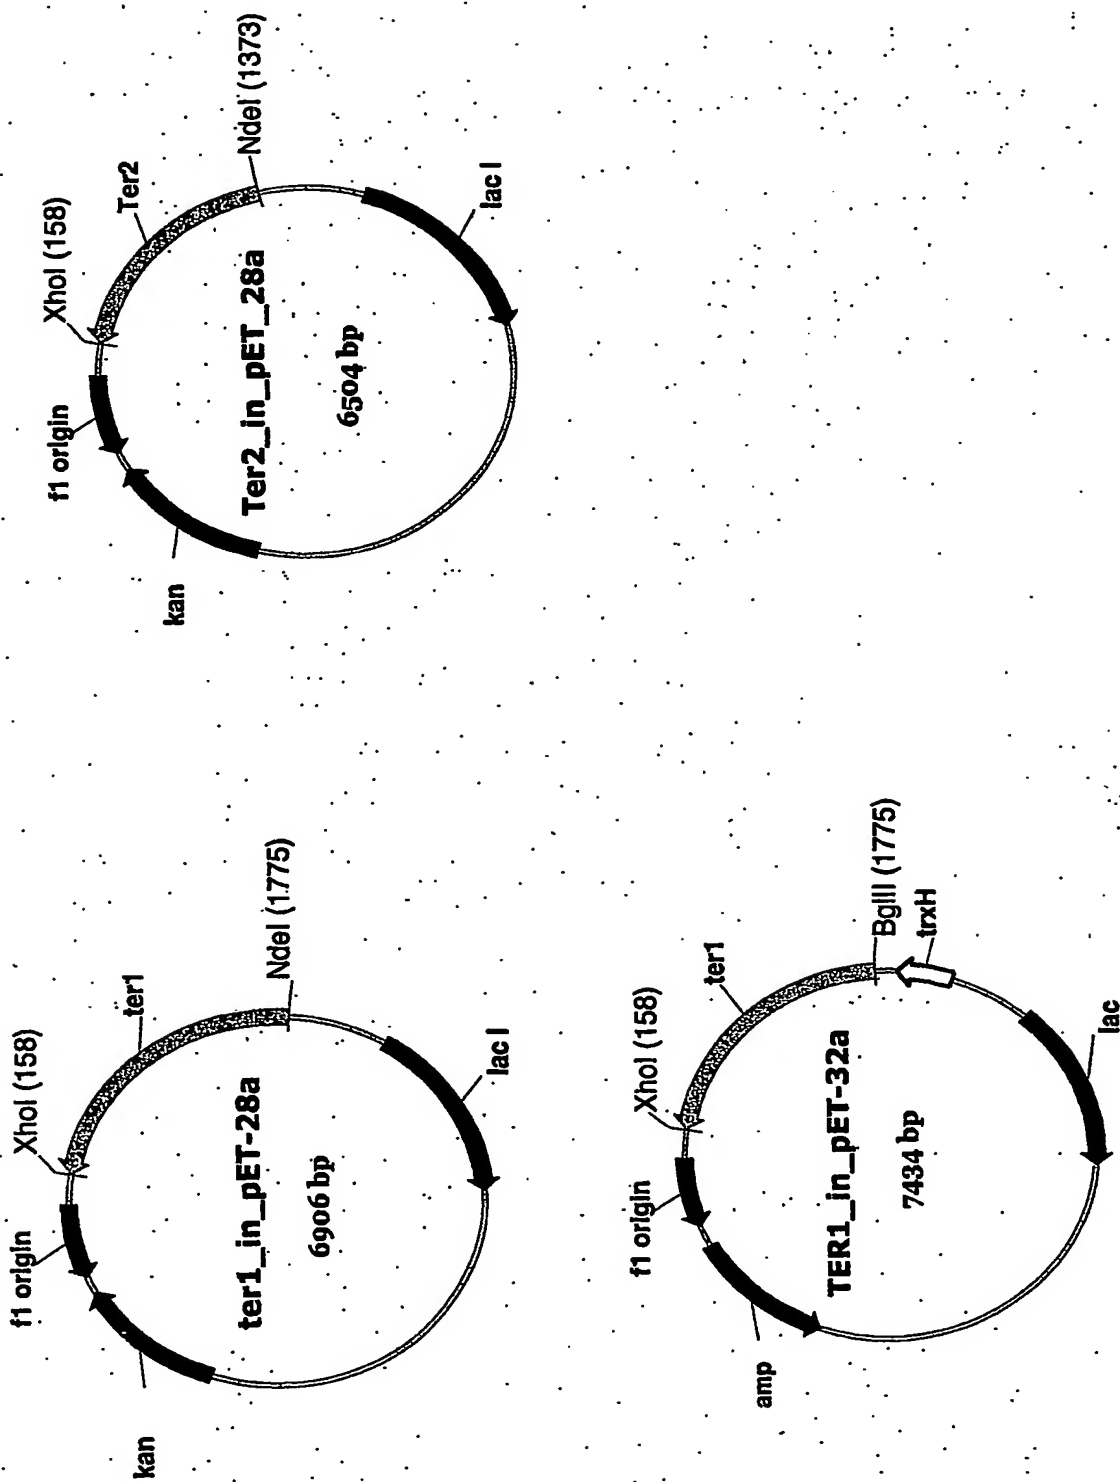 XhoI (158)
f1 origin
ter1
kan
ter1_in_pET-28a
6906 bp
NdeI (1775)
lac I
XhoI (158)
f1 origin
Ter2
kan
Ter2_in_pET_28a
6504 bp
NdeI (1373)
lac I
XhoI (158)
f1 origin
ter1
amp
TER1_in_pET-32a
7434 bp
BglII (1775)
trxH
lac